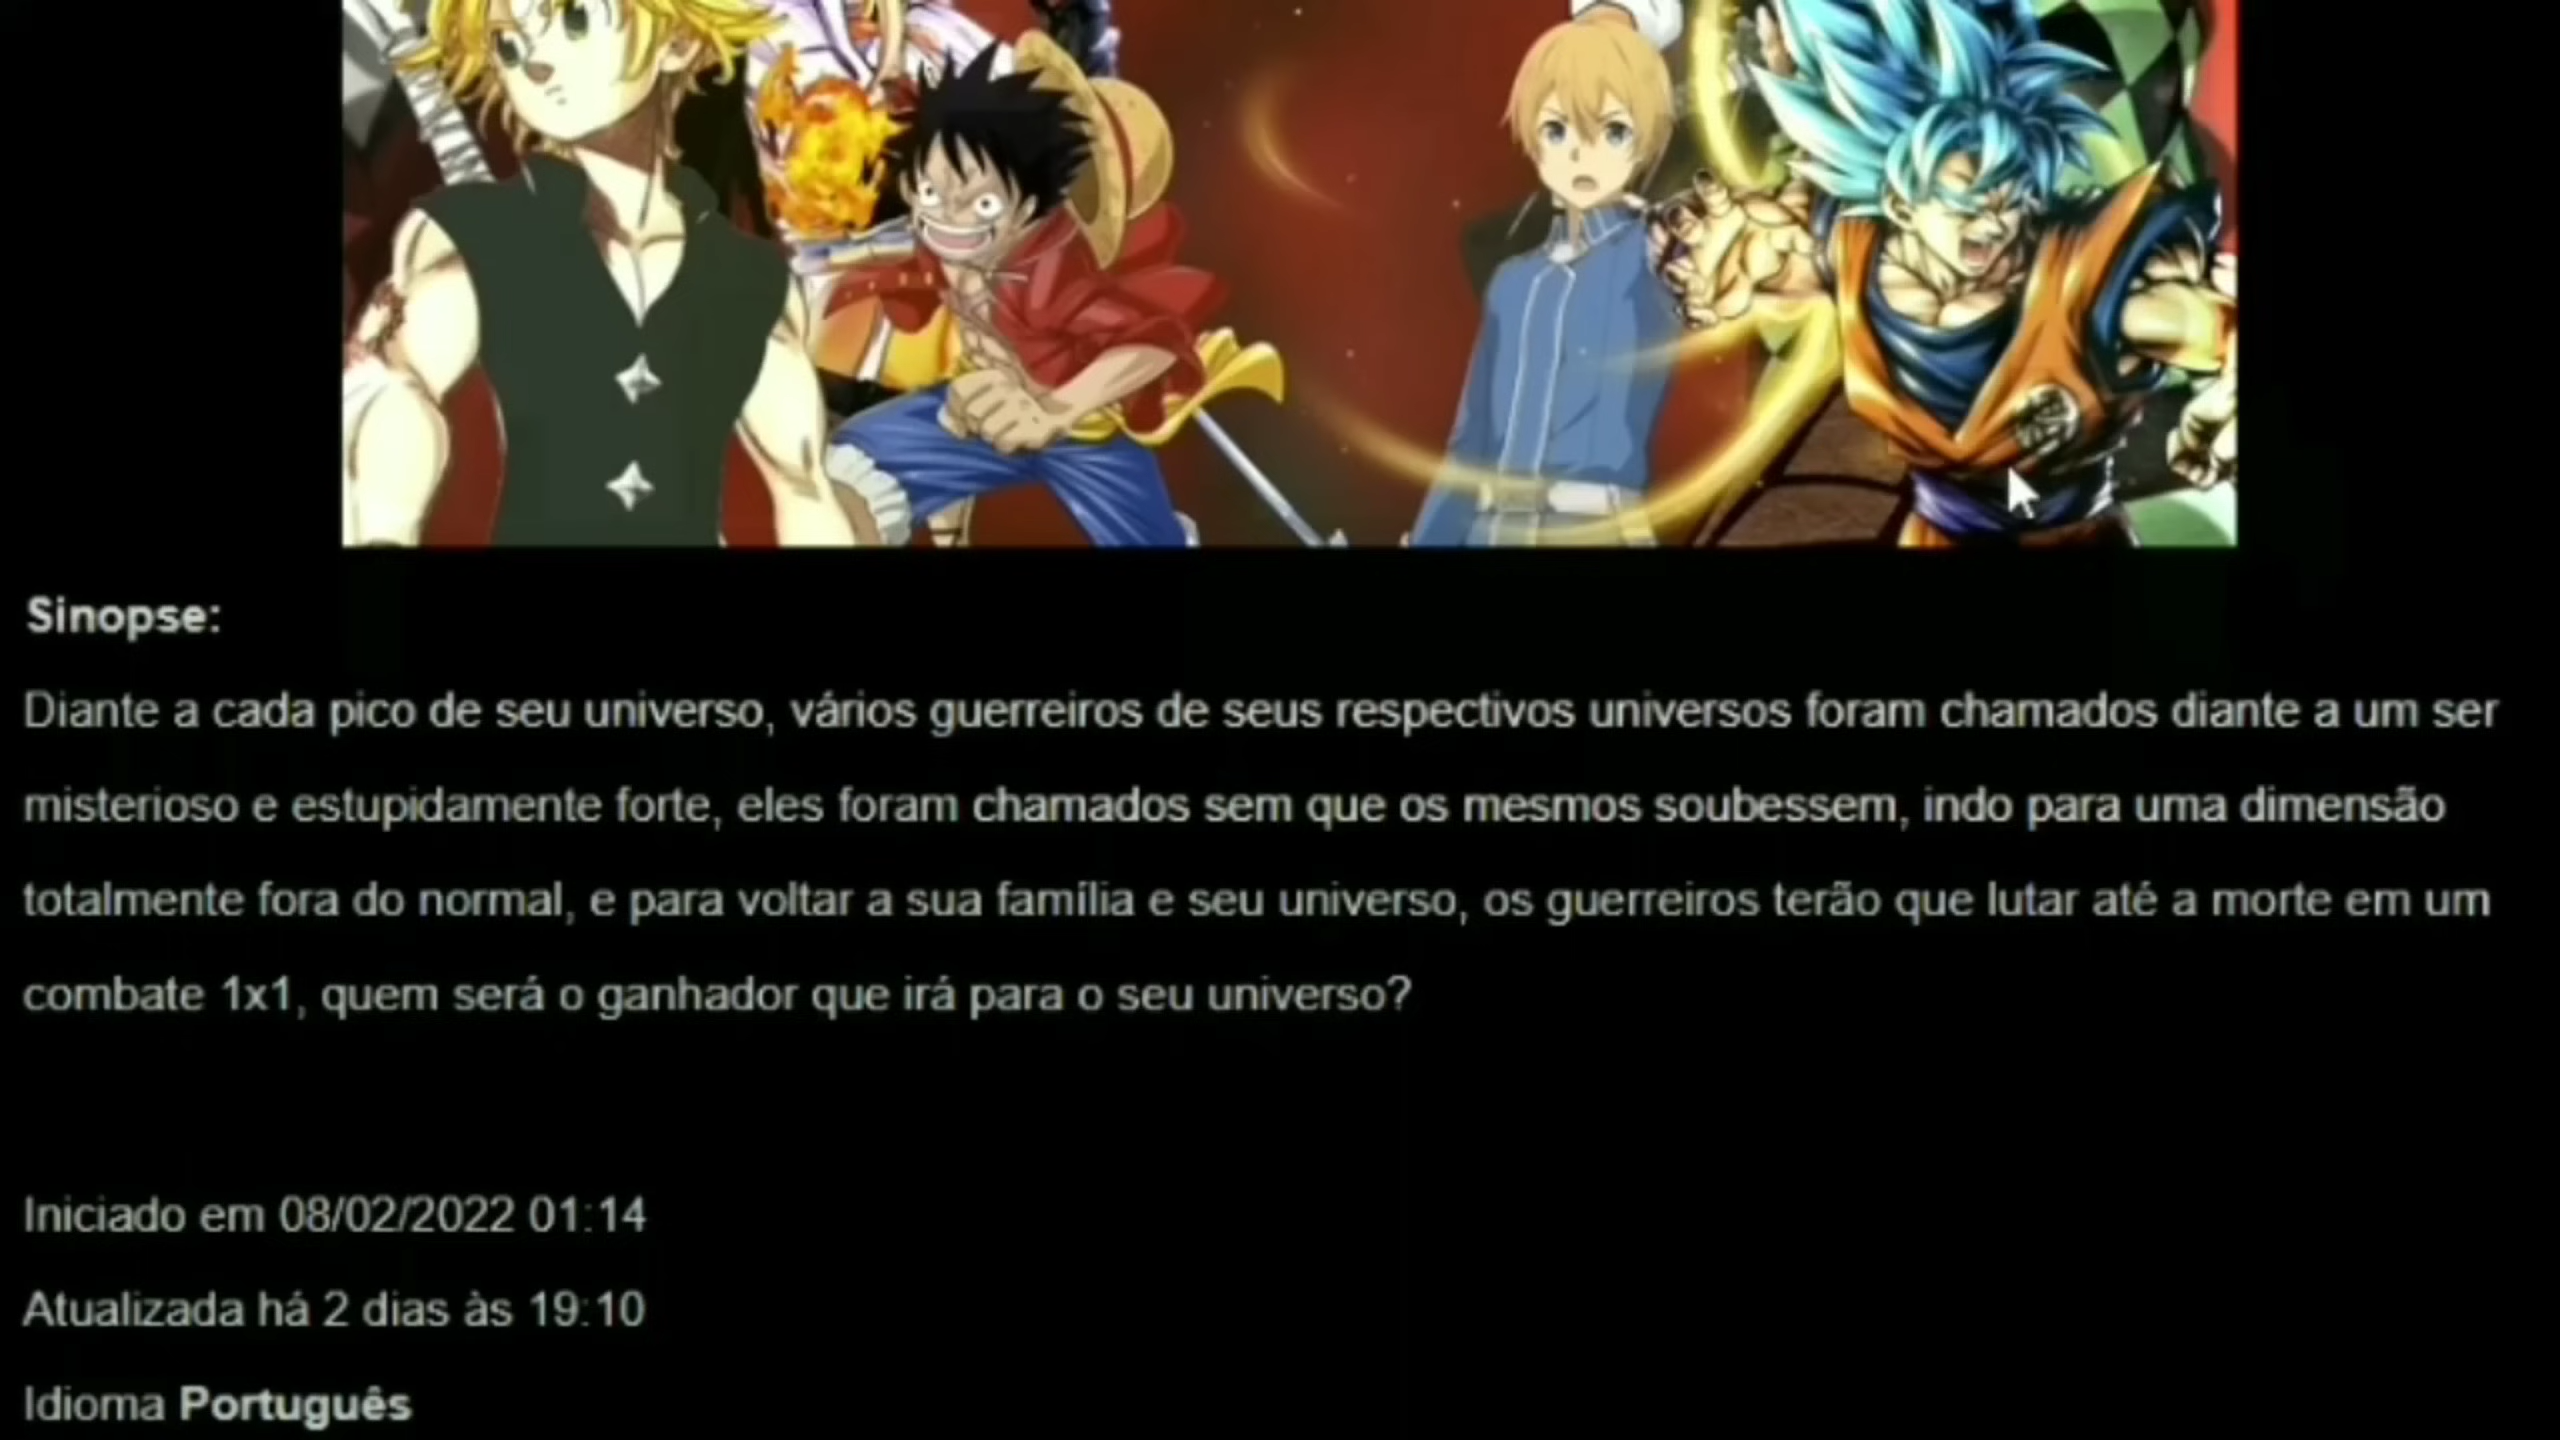 Sinopse:
Diante a cada pico de seu universo, vários guerreiros de seus respectivos universos foram chamados diante a um ser
misterioso e estupidamente forte, eles foram chamados sem que os mesmos soubessem, indo para uma dimensão
totalmente fora do normal, e para voltar a sua família e seu universo, os guerreiros terão que lutar até a morte em um
combate 1x1, quem será o ganhador que irá para o seu universo?
Iniciado em 08/02/2022 01:14
Atualizada há 2 dias às 19:10
Idioma Português